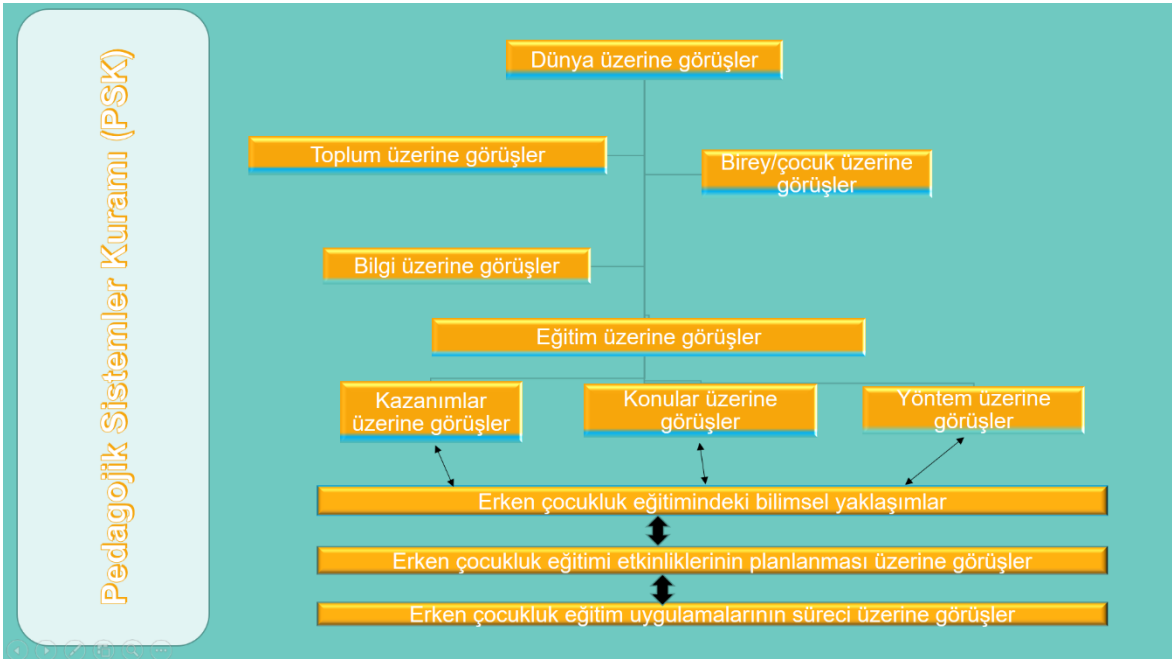 Pedagojik Sistemler Kuramı (PSK)
Dünya üzerine görüşler
Toplum üzerine görüşler
Birey/çocuk üzerine
görüşler
Bilgi üzerine görüşler
Eğitim üzerine görüşler
Kazanımlar
üzerine görüşler
Konular üzerine
görüşler
Yöntem üzerine
görüşler
Erken çocukluk eğitimindeki bilimsel yaklaşımlar
Erken çocukluk eğitimi etkinliklerinin planlanması üzerine görüşler
Erken çocukluk eğitim uygulamalarının süreci üzerine görüşler